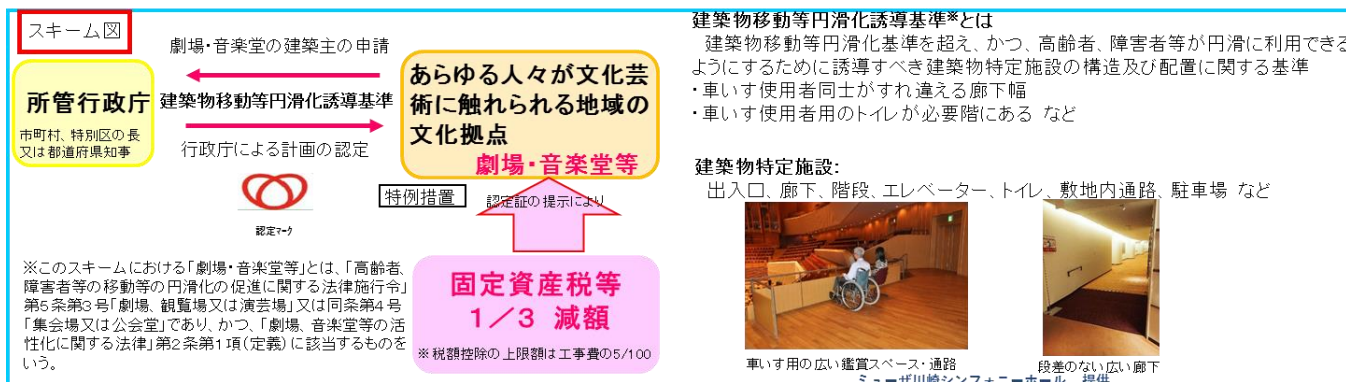 スキーム図
劇場・音楽堂の建築主の申請
所管行政庁
市町村、特別区の長
又は都道府県知事
建築物移動等円滑化誘導基準
行政庁による計画の認定
認定マーク
あらゆる人々が文化芸
術に触れられる地域の
文化拠点
劇場・音楽堂等
特例措置
認定証の提示により
固定資産税等
1/3 減額
※税額控除の上限額は工事費の5/100
※このスキームにおける「劇場・音楽堂等」とは、「高齢者、
障害者等の移動等の円滑化の促進に関する法律施行令」
第5条第3号「劇場、観覧場又は演芸場」又は同条第4号
「集会場又は公会堂」であり、かつ、「劇場、音楽堂等の活
性化に関する法律」第2条第1項(定義)に該当するものを
いう。
建築物移動等円滑化誘導基準※とは
建築物移動等円滑化基準を超え、かつ、高齢者、障害者等が円滑に利用できる
ようにするために誘導すべき建築物特定施設の構造及び配置に関する基準
・車いす使用者同士がすれ違える廊下幅
・車いす使用者用のトイレが必要階にある など
建築物特定施設:
出入口、廊下、階段、エレベーター、トイレ、敷地内通路、駐車場 など
車いす用の広い鑑賞スペース・通路
段差のない広い廊下
ミューザ川崎シンフォニーホール 提供